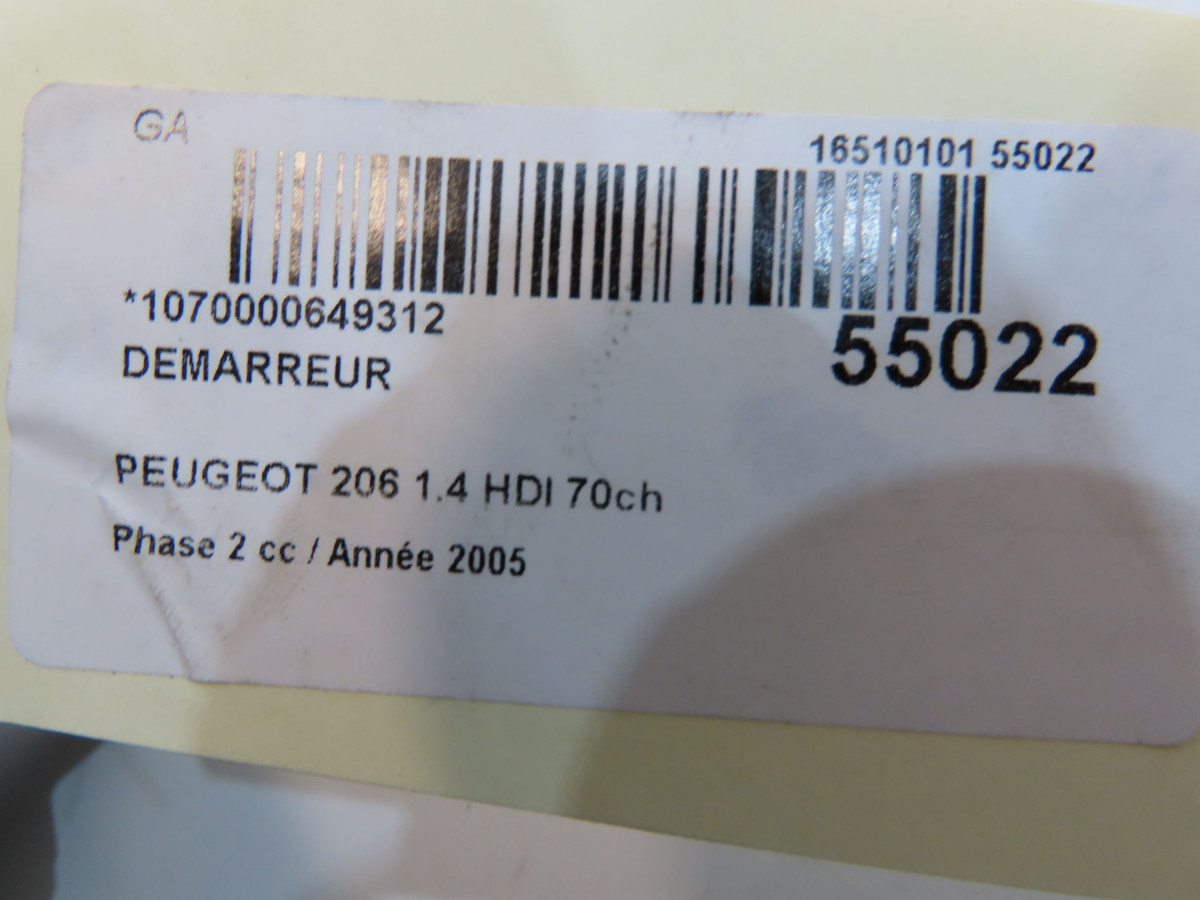 GA
16510101 55022
*1070000649312
55022
DEMARREUR
PEUGEOT 206 1.4 HDI 70ch
Phase 2 cc / Année 2005